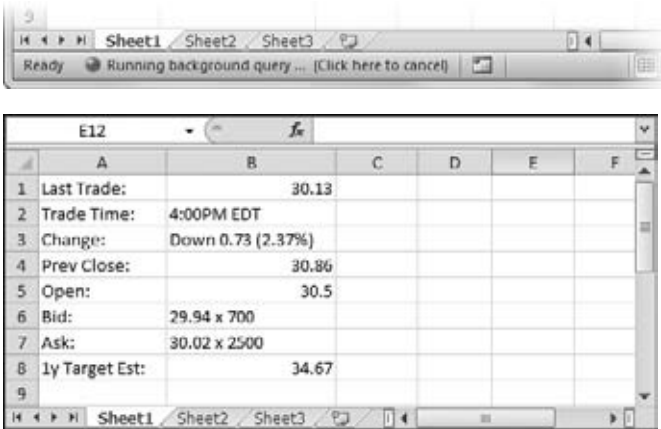 9
Sheet1 Sheet2 Sheet3
Ready Running background query ... (Click here to cancel)
E12 fx
A B C D E F
1 Last Trade: 30.13
2 Trade Time: 4:00PM EDT
3 Change: Down 0.73 (2.37%)
4 Prev Close: 30.86
5 Open: 30.5
6 Bid: 29.94 x 700
7 Ask: 30.02 x 2500
8 1y Target Est: 34.67
9
Sheet1 Sheet2 Sheet3